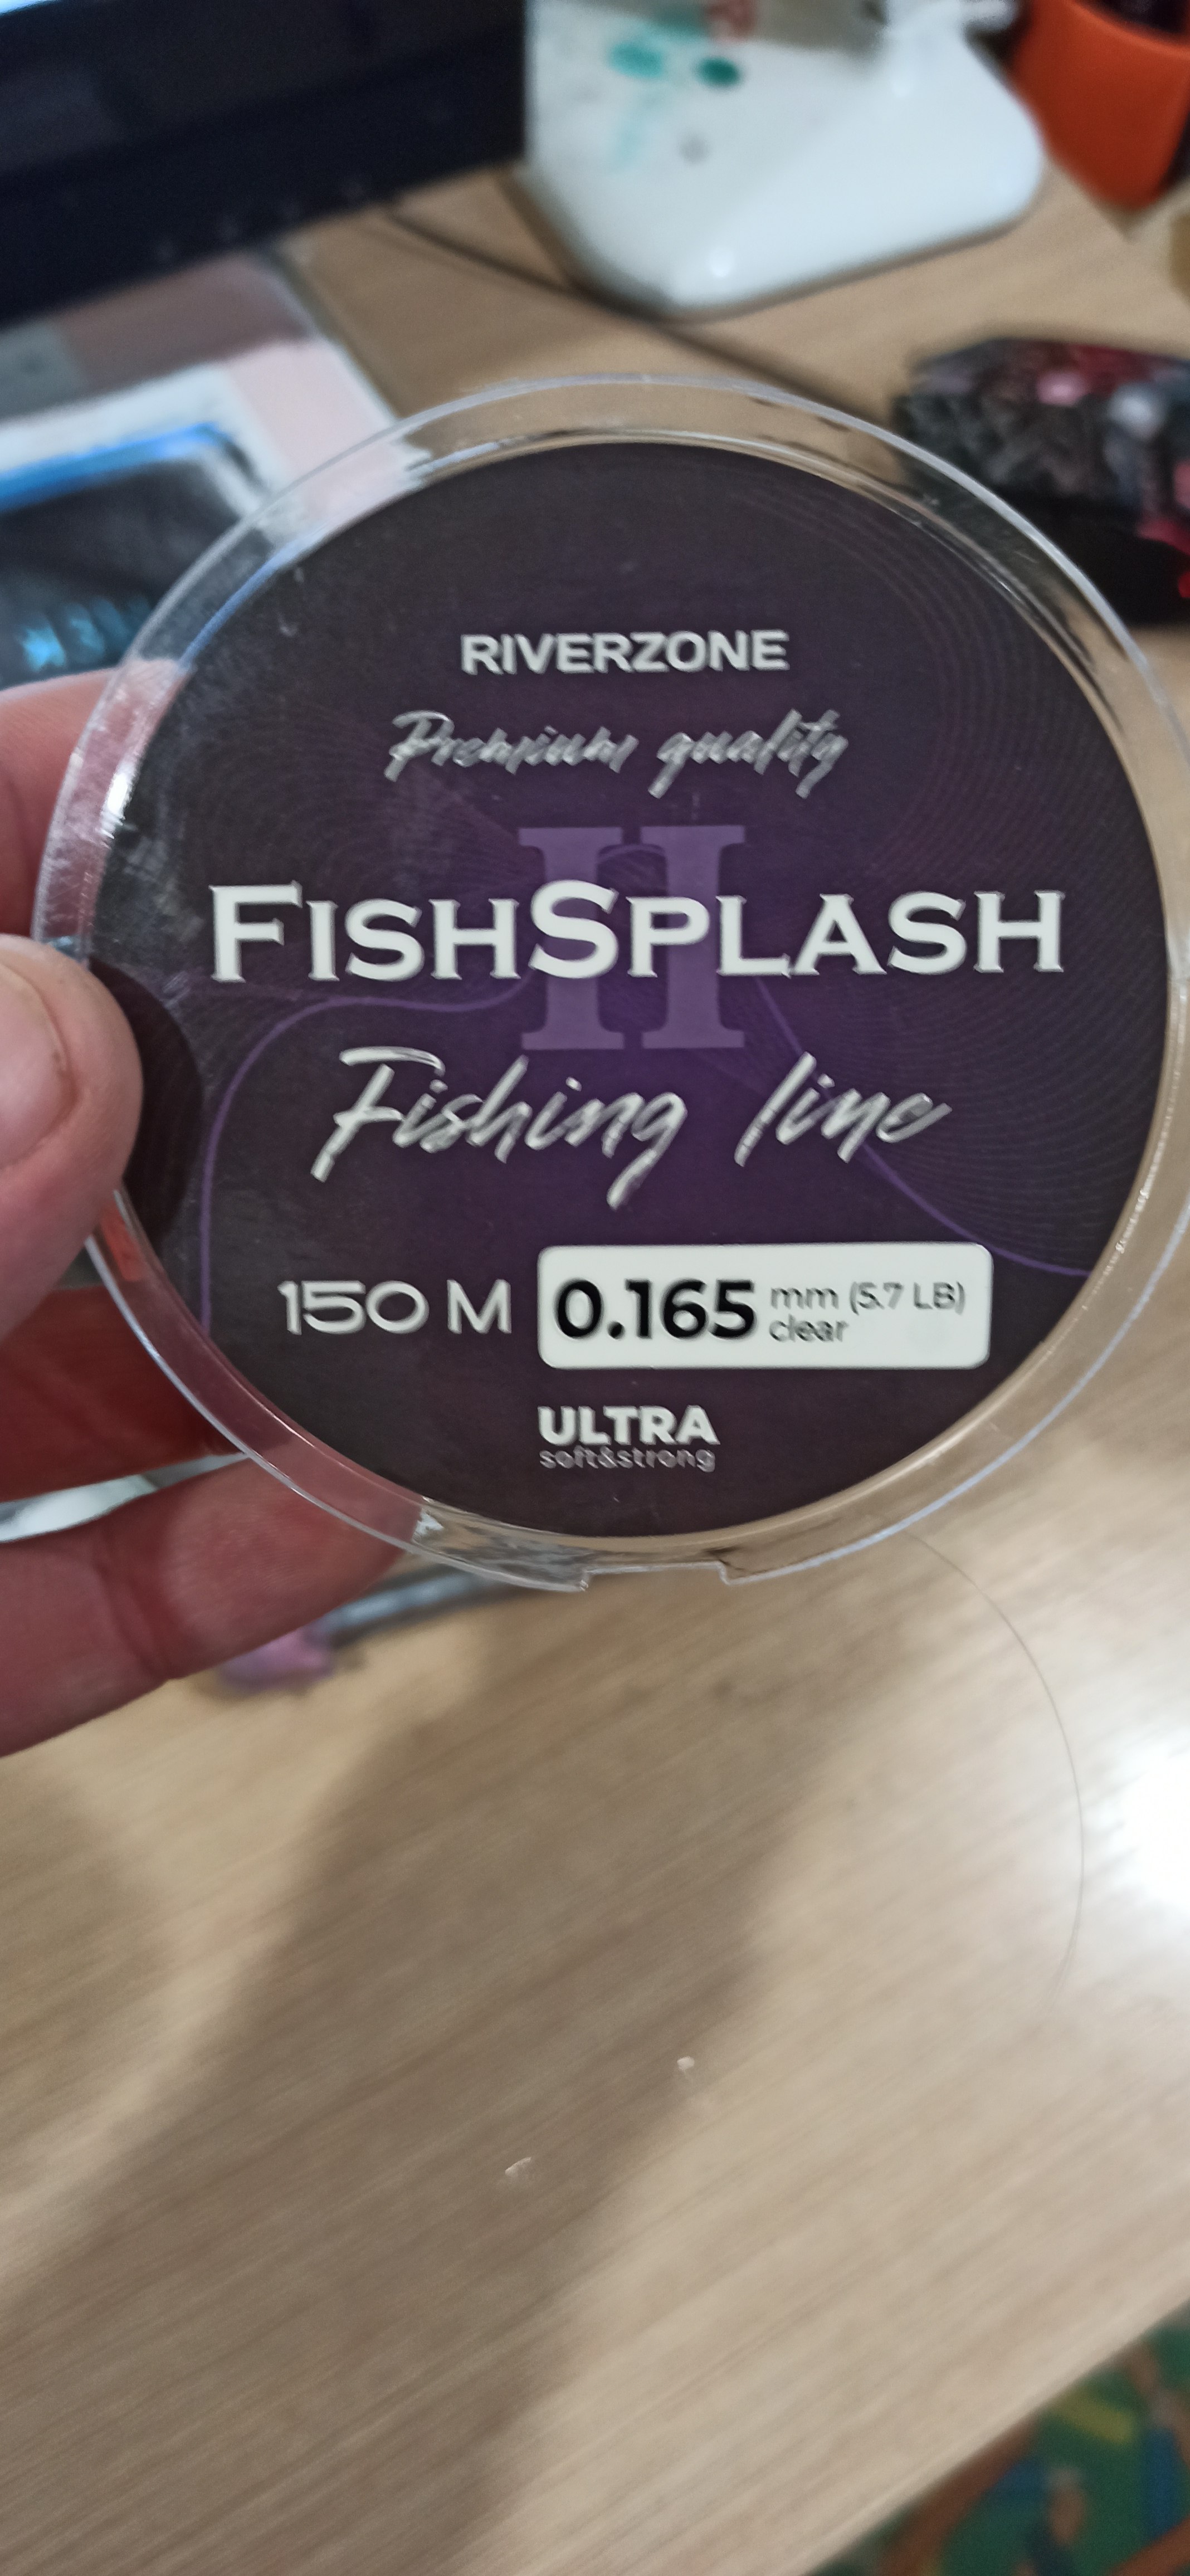 RIVERZONE
Premium quality
II
FISHSPLASH
Fishing line
150 M 0.165 mm (5.7 LB)
clear
ULTRA
soft&strong